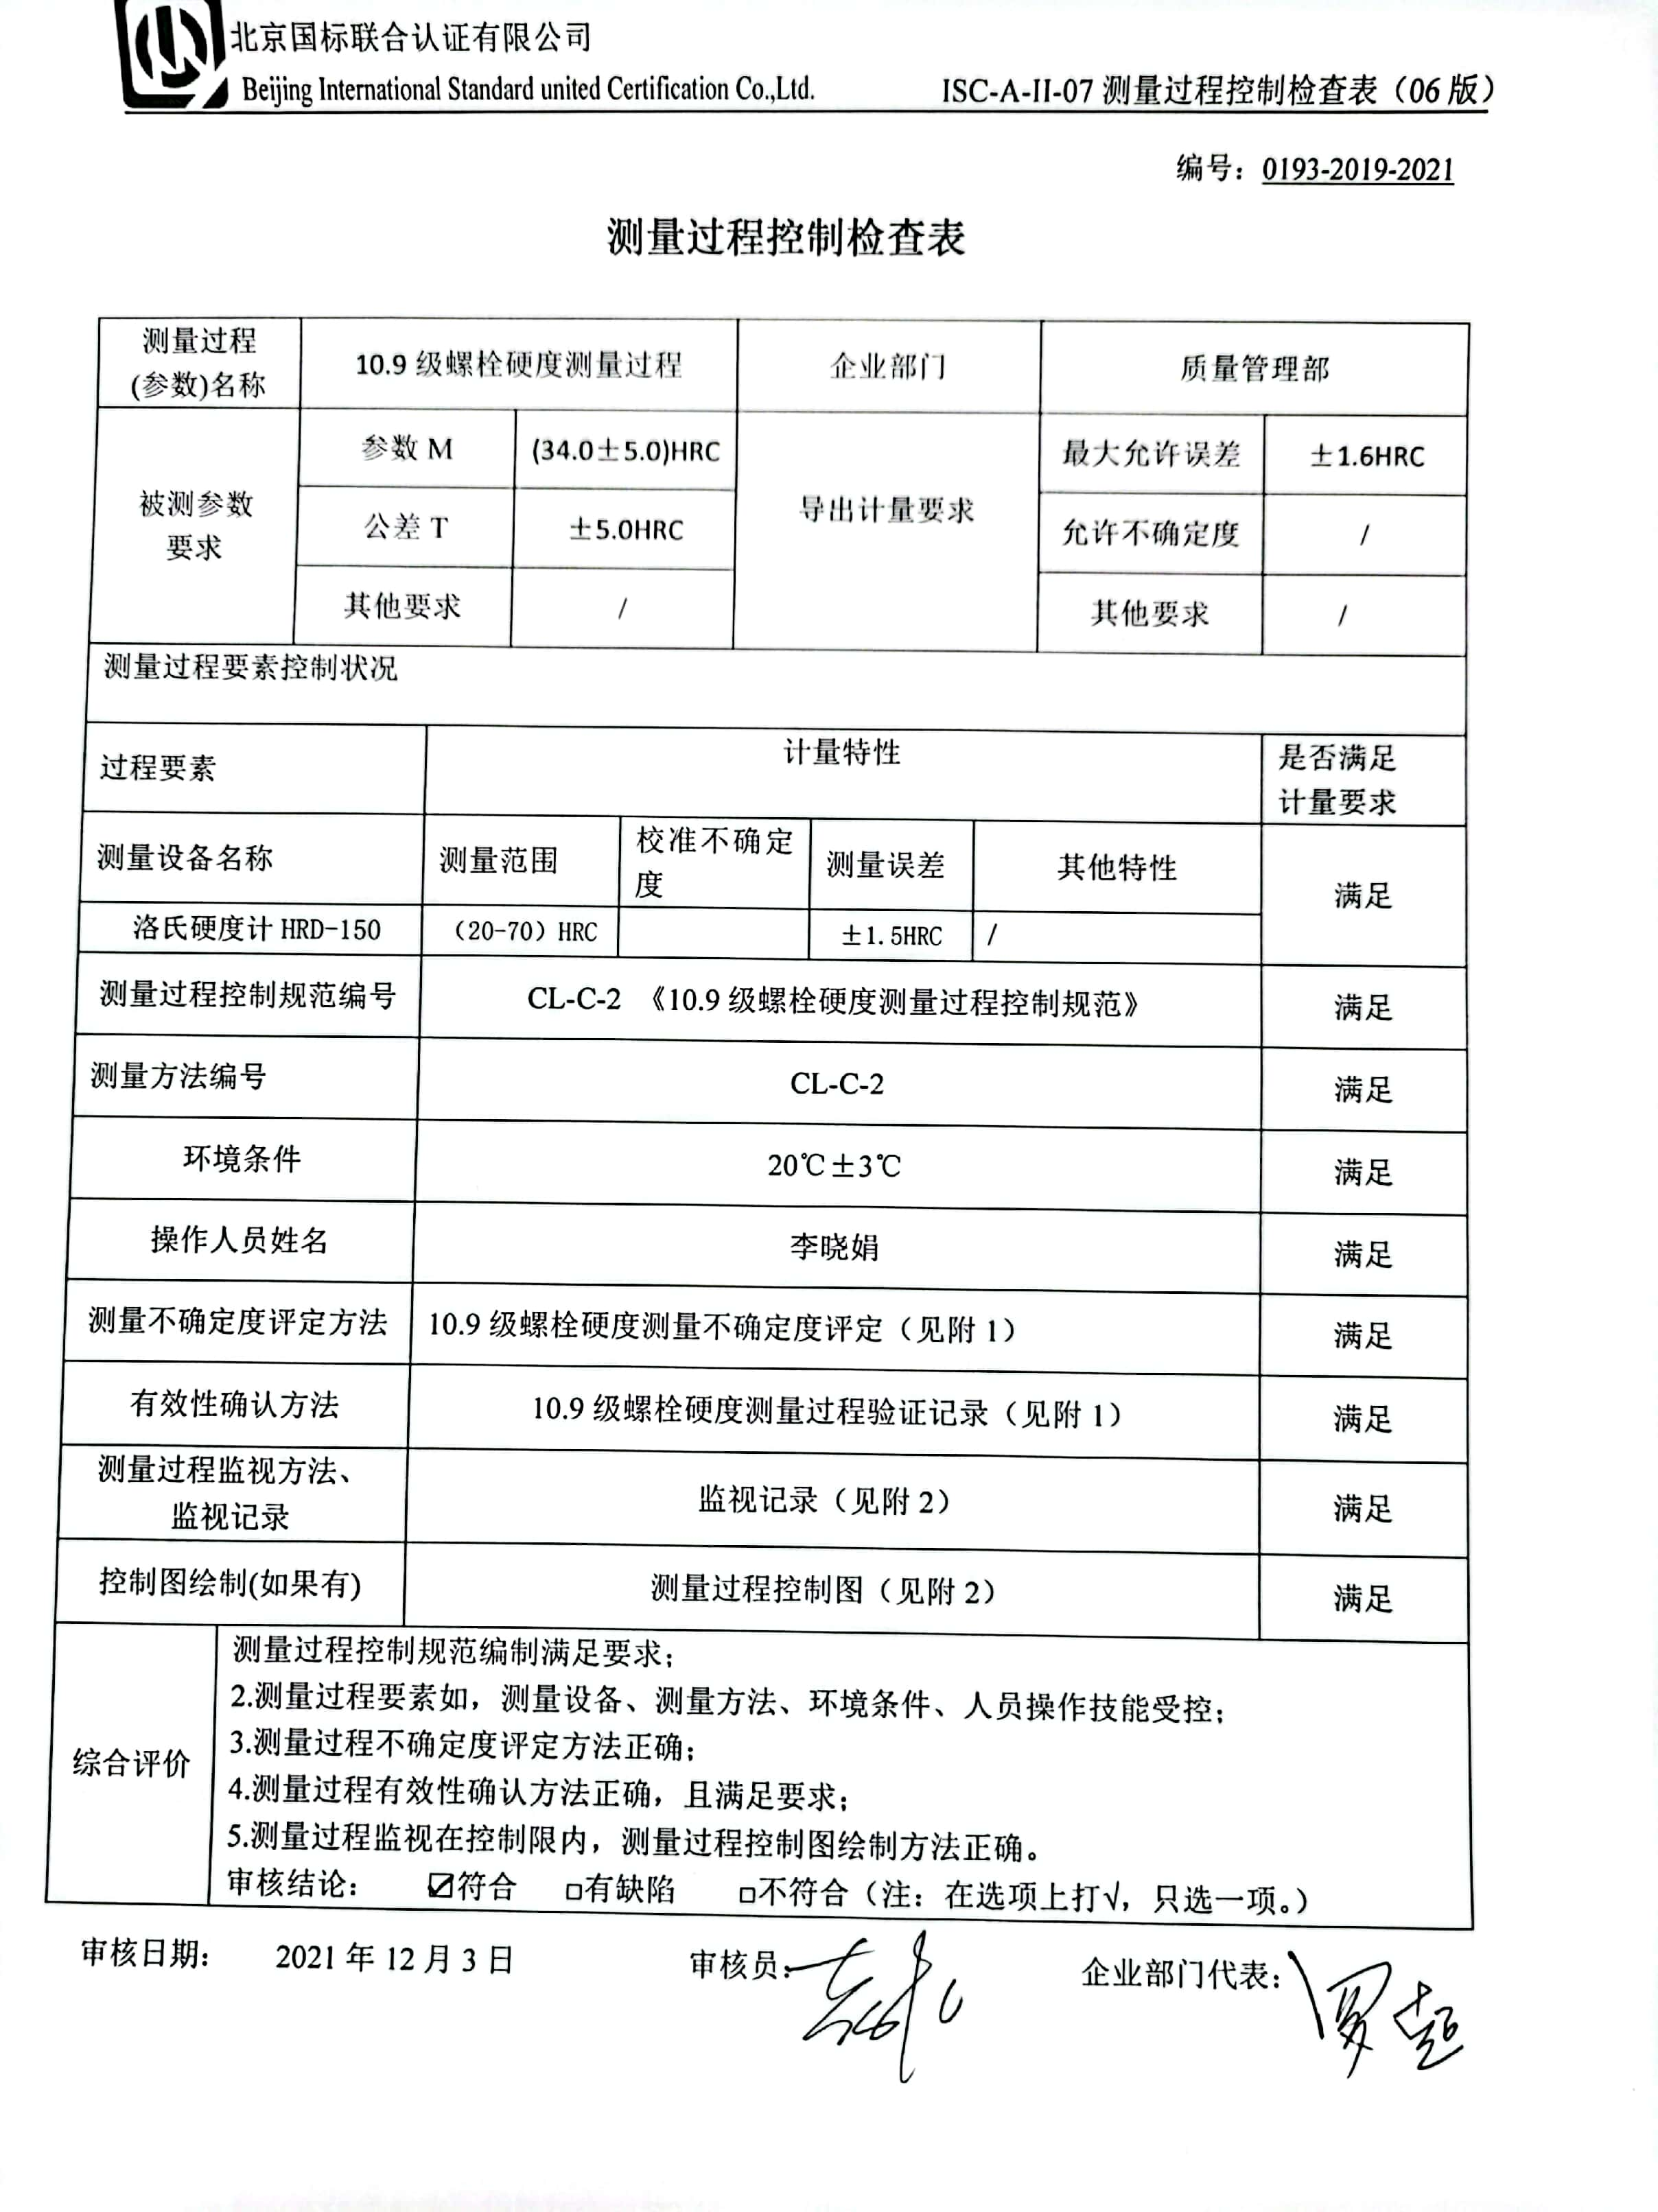 北京国标联合认证有限公司
Beijing International Standard united Certification Co.,Ltd.
ISC-A-II-07 测量过程控制检查表（06 版）
编号：0193-2019-2021
测量过程控制检查表
测量过程
(参数)名称
10.9 级螺栓硬度测量过程
企业部门
质量管理部
被测参数
要求
参数 M
(34.0±5.0)HRC
导出计量要求
最大允许误差
±1.6HRC
公差 T
±5.0HRC
允许不确定度
/
其他要求
/
其他要求
/
测量过程要素控制状况
过程要素
计量特性
是否满足
计量要求
测量设备名称
测量范围
校准不确定
度
测量误差
其他特性
满足
洛氏硬度计 HRD-150
（20-70）HRC
±1.5HRC
/
测量过程控制规范编号
CL-C-2 《10.9 级螺栓硬度测量过程控制规范》
满足
测量方法编号
CL-C-2
满足
环境条件
20℃±3℃
满足
操作人员姓名
李晓娟
满足
测量不确定度评定方法
10.9 级螺栓硬度测量不确定度评定（见附 1）
满足
有效性确认方法
10.9 级螺栓硬度测量过程验证记录（见附 1）
满足
测量过程监视方法、
监视记录
监视记录（见附 2）
满足
控制图绘制(如果有)
测量过程控制图（见附 2）
满足
综合评价
测量过程控制规范编制满足要求；
2.测量过程要素如，测量设备、测量方法、环境条件、人员操作技能受控；
3.测量过程不确定度评定方法正确；
4.测量过程有效性确认方法正确，且满足要求；
5.测量过程监视在控制限内，测量过程控制图绘制方法正确。
审核结论： ☑符合 □有缺陷 □不符合（注：在选项上打√，只选一项。）
审核日期： 2021 年 12 月 3 日
审核员：
企业部门代表：